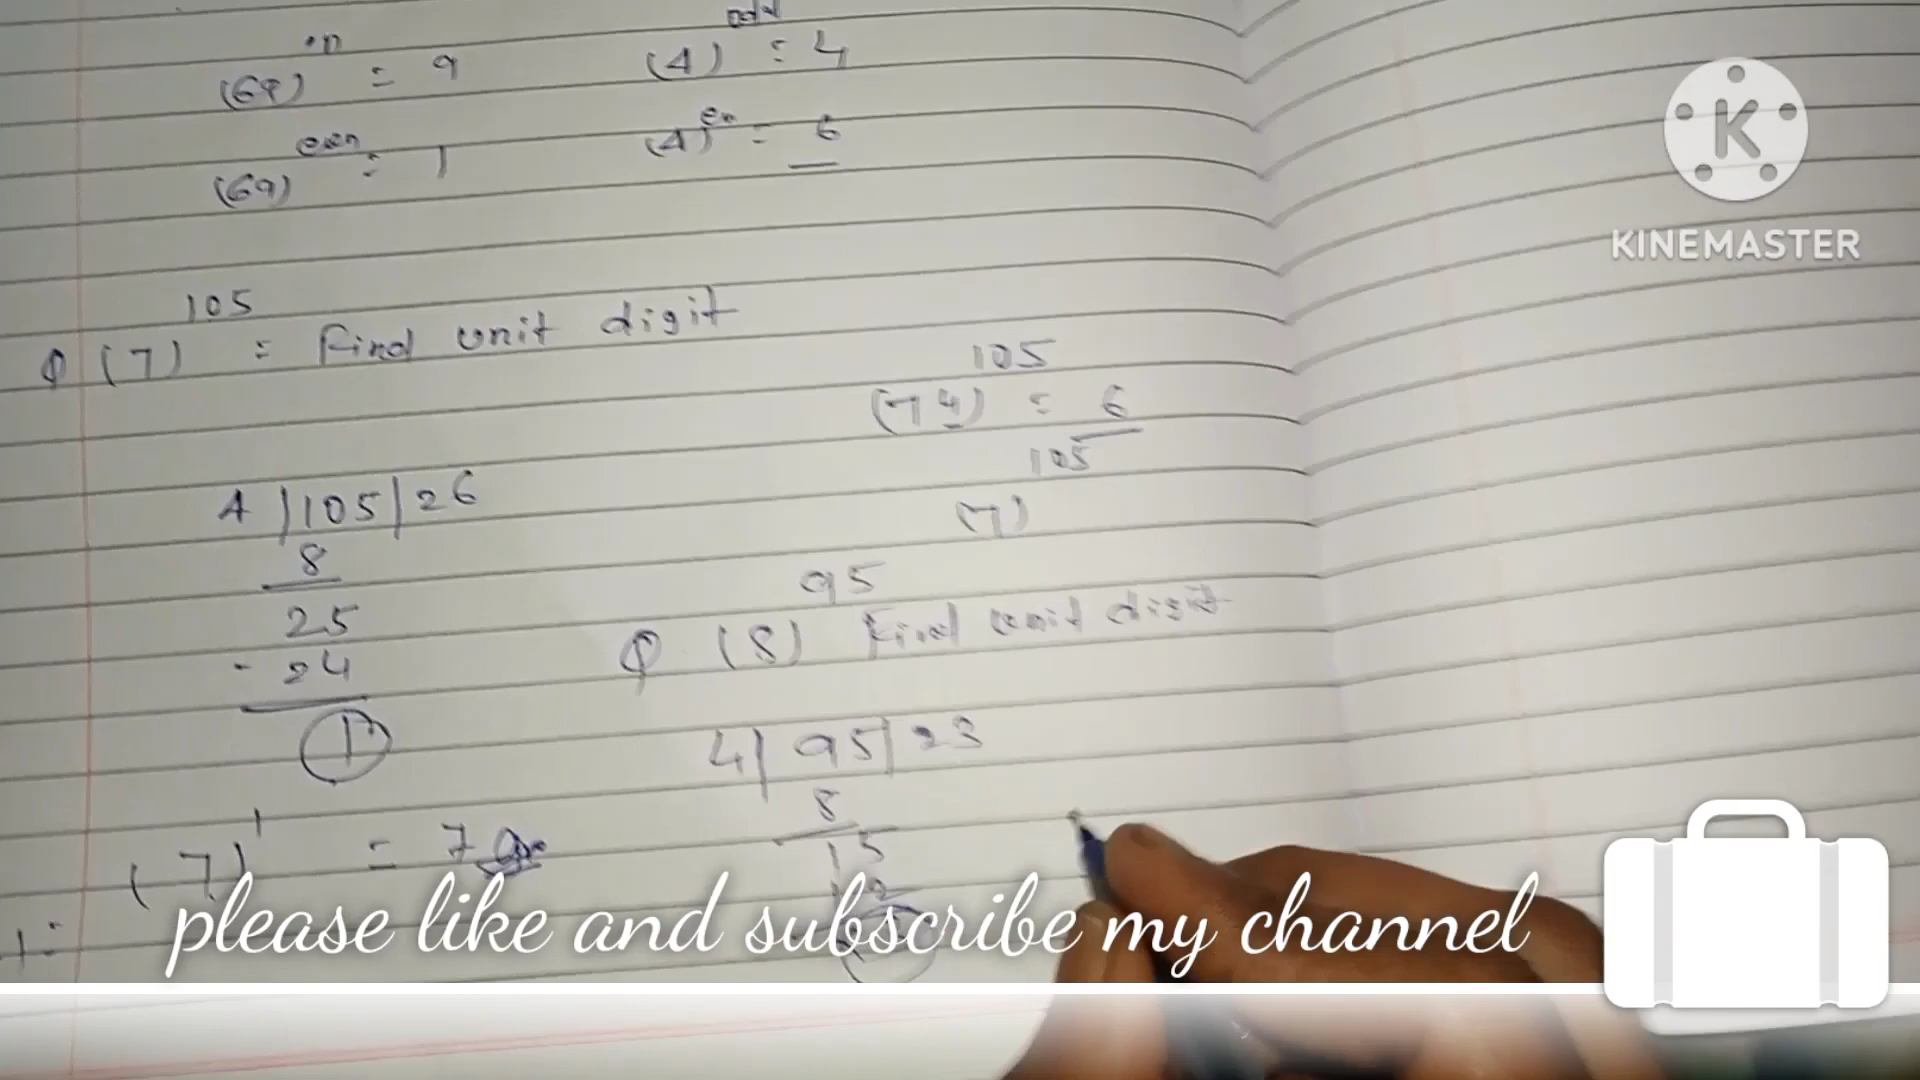 (69)ⁿ = 9
(4)ᵒᵈᵈ = 4
(69)ᵉᵛᵉⁿ = 1
(4)ᵉⁿ = 6
KINEMASTER
Q (7)¹⁰⁵ = Find unit digit
(74)¹⁰⁵ = 6
(7)¹⁰⁵
4 | 105 | 26
8
25
- 24
1
(7)¹ = 7
Q (8)⁹⁵ Find unit digit
4 | 95 | 23
8
15
12
please like and subscribe my channel